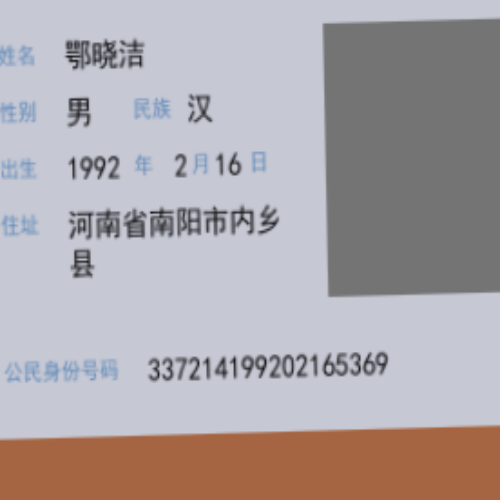 姓名 鄂晓洁
性别 男 民族 汉
出生 1992 年 2 月 16 日
住址 河南省南阳市内乡
县
公民身份号码 337214199202165369